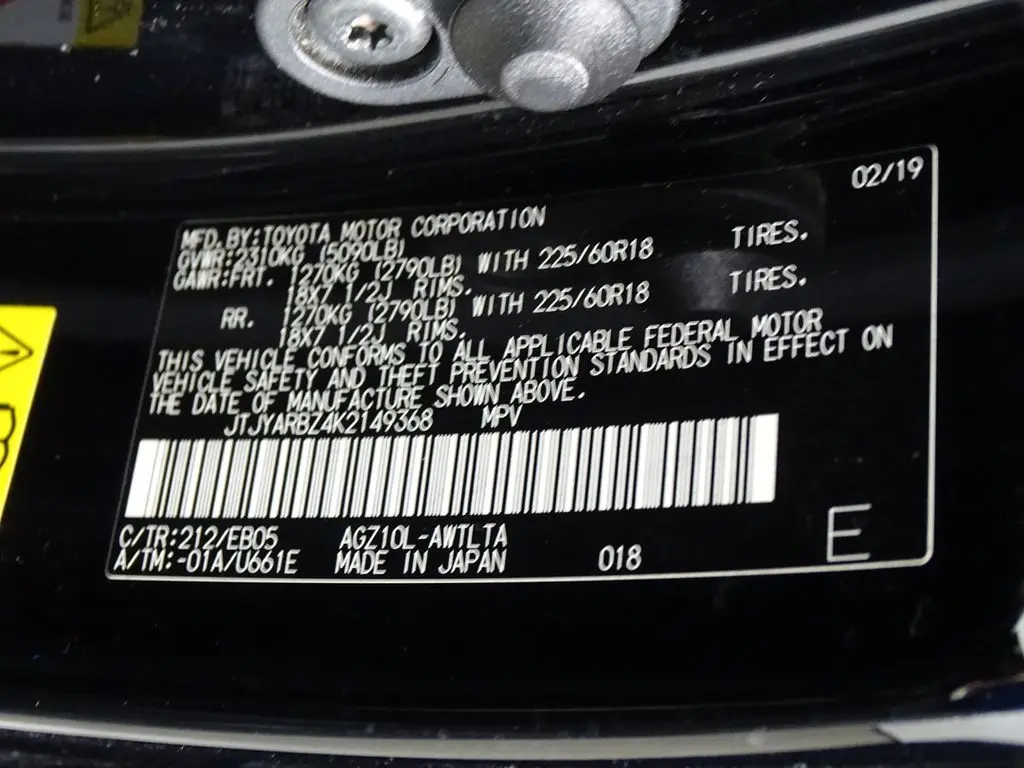 02/19
MFD.BY:TOYOTA MOTOR CORPORATION
GVWR:2310KG (5090LB)
GAWR:FRT. 1270KG (2790LB) WITH 225/60R18 TIRES.
18X7 1/2J RIMS.
RR. 1270KG (2790LB) WITH 225/60R18 TIRES.
18X7 1/2J RIMS.
THIS VEHICLE CONFORMS TO ALL APPLICABLE FEDERAL MOTOR
VEHICLE SAFETY AND THEFT PREVENTION STANDARDS IN EFFECT ON
THE DATE OF MANUFACTURE SHOWN ABOVE.
JTJYARBZ4K2149368 MPV
C/TR:212/EB05 AGZ10L-AWTLTA
A/TM:-01A/U661E MADE IN JAPAN 018 E